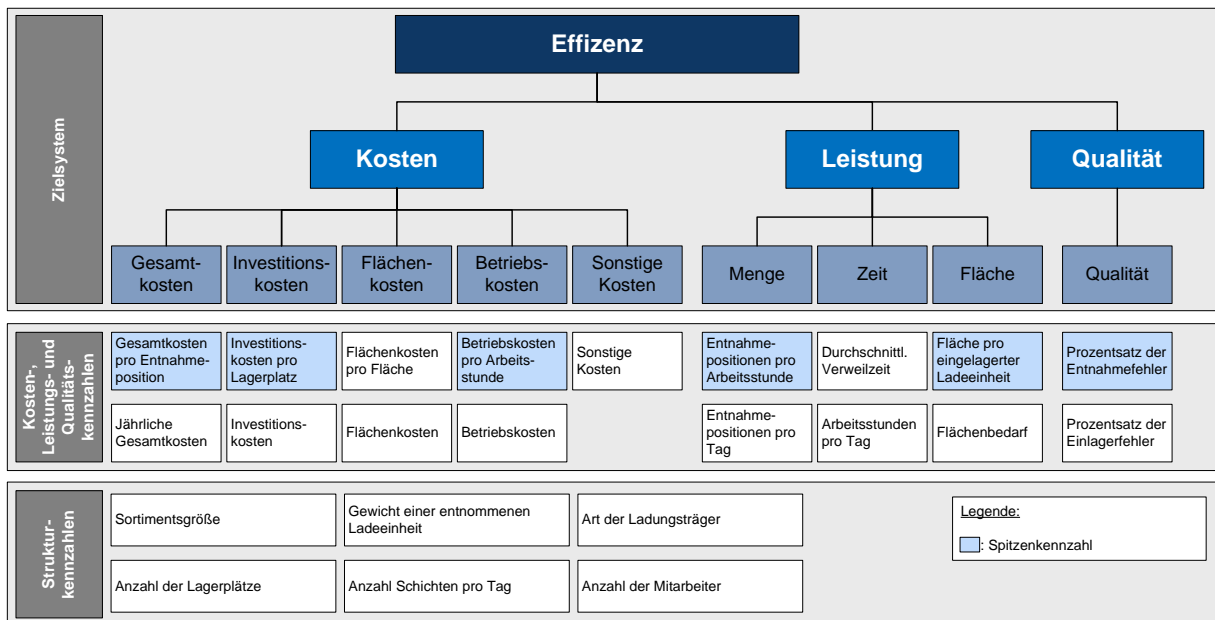 Effizenz
Zielsystem
Kosten
Leistung
Qualität
Gesamt-
kosten
Investitions-
kosten
Flächen-
kosten
Betriebs-
kosten
Sonstige
Kosten
Menge
Zeit
Fläche
Qualität
Kosten-,
Leistungs- und
Qualitäts-
kennzahlen
Gesamtkosten
pro Entnahme-
position
Investitions-
kosten pro
Lagerplatz
Flächenkosten
pro Fläche
Betriebskosten
pro Arbeits-
stunde
Sonstige
Kosten
Entnahme-
positionen pro
Arbeitsstunde
Durchschnittl.
Verweilzeit
Fläche pro
eingelagerter
Ladeeinheit
Prozentsatz der
Entnahmefehler
Jährliche
Gesamtkosten
Investitions-
kosten
Flächenkosten
Betriebskosten
Entnahme-
positionen pro
Tag
Arbeitsstunden
pro Tag
Flächenbedarf
Prozentsatz der
Einlagerfehler
Struktur-
kennzahlen
Sortimentsgröße
Gewicht einer entnommenen
Ladeeinheit
Art der Ladungsträger
Anzahl der Lagerplätze
Anzahl Schichten pro Tag
Anzahl der Mitarbeiter
Legende:
: Spitzenkennzahl